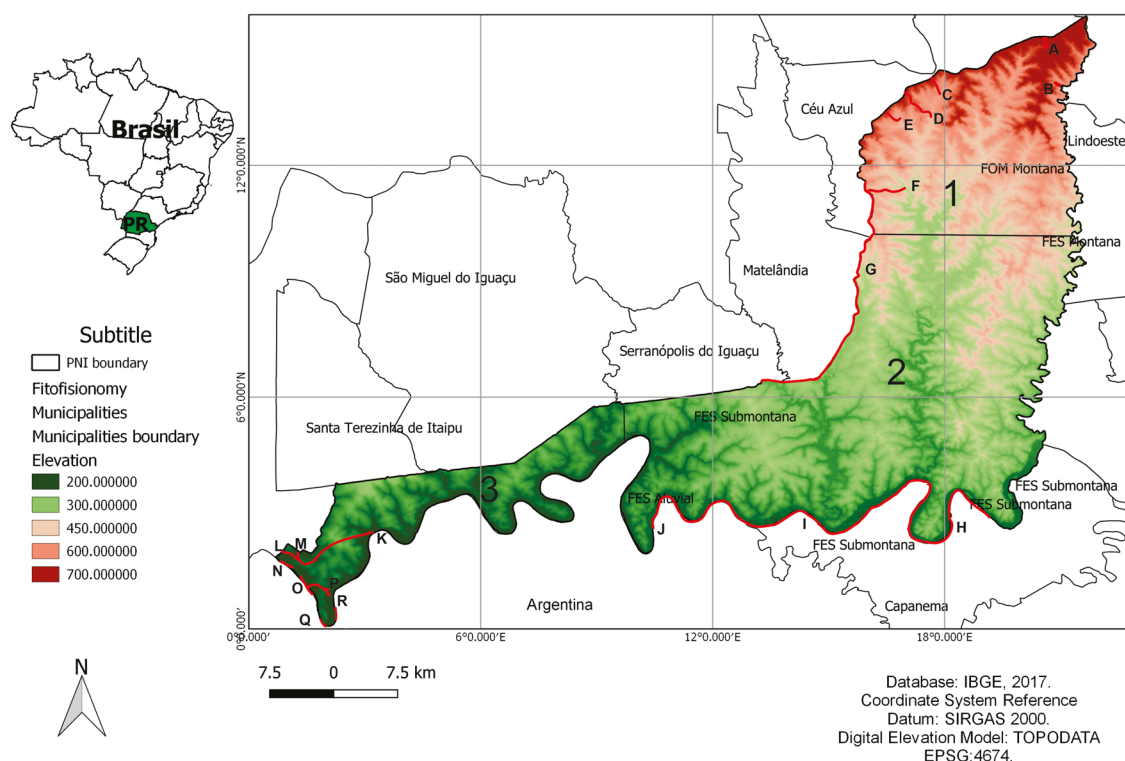 Brasil
PR
Subtitle
PNI boundary
Fitofisionomy
Municipalities
Municipalities boundary
Elevation
200.000000
300.000000
450.000000
600.000000
700.000000
N
12°0.000'N
6°0.000'N
0°0.000'
0°0.000'
6°0.000'E
12°0.000'E
18°0.000'E
A
B
C
D
E
F
G
H
I
J
K
L
M
N
O
P
Q
R
1
2
3
Céu Azul
Lindoeste
FOM Montana
FES Montana
Matelândia
São Miguel do Iguaçu
Serranópolis do Iguaçu
Santa Terezinha de Itaipu
FES Submontana
FES Aluvial
FES Submontana
FES Submontana
FES Submontana
Capanema
Argentina
7.5
0
7.5 km
Database: IBGE, 2017.
Coordinate System Reference
Datum: SIRGAS 2000.
Digital Elevation Model: TOPODATA
EPSG:4674.